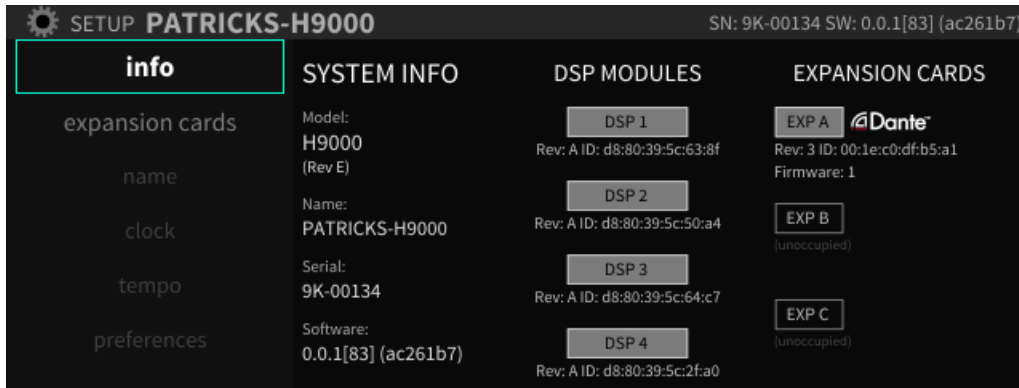 SETUP PATRICKS-H9000
SN: 9K-00134 SW: 0.0.1[83] (ac261b7)
info
expansion cards
name
clock
tempo
preferences
SYSTEM INFO
Model:
H9000
(Rev E)
Name:
PATRICKS-H9000
Serial:
9K-00134
Software:
0.0.1[83] (ac261b7)
DSP MODULES
DSP 1
Rev: A ID: d8:80:39:5c:63:8f
DSP 2
Rev: A ID: d8:80:39:5c:50:a4
DSP 3
Rev: A ID: d8:80:39:5c:64:c7
DSP 4
Rev: A ID: d8:80:39:5c:2f:a0
EXPANSION CARDS
EXP A Dante™
Rev: 3 ID: 00:1e:c0:df:b5:a1
Firmware: 1
EXP B
(unoccupied)
EXP C
(unoccupied)